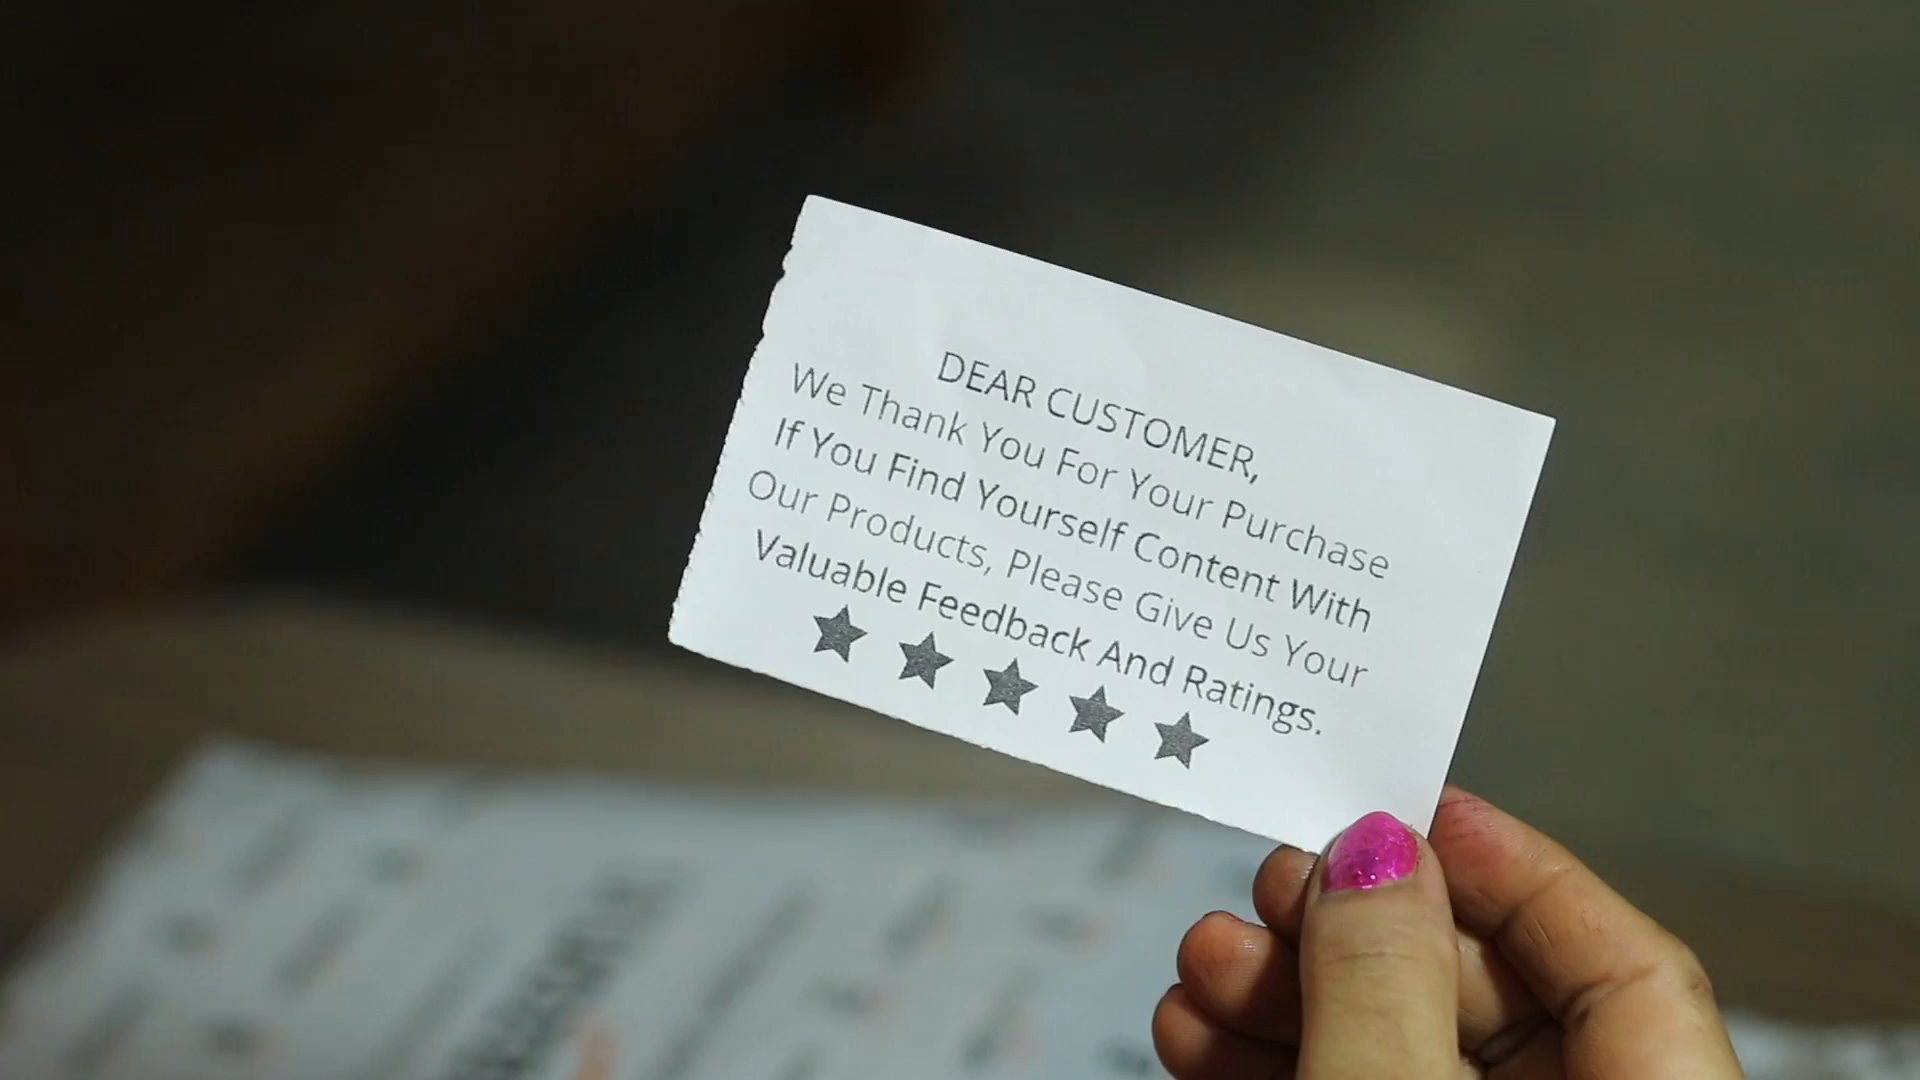 DEAR CUSTOMER,
We Thank You For Your Purchase
If You Find Yourself Content With
Our Products, Please Give Us Your
Valuable Feedback And Ratings.